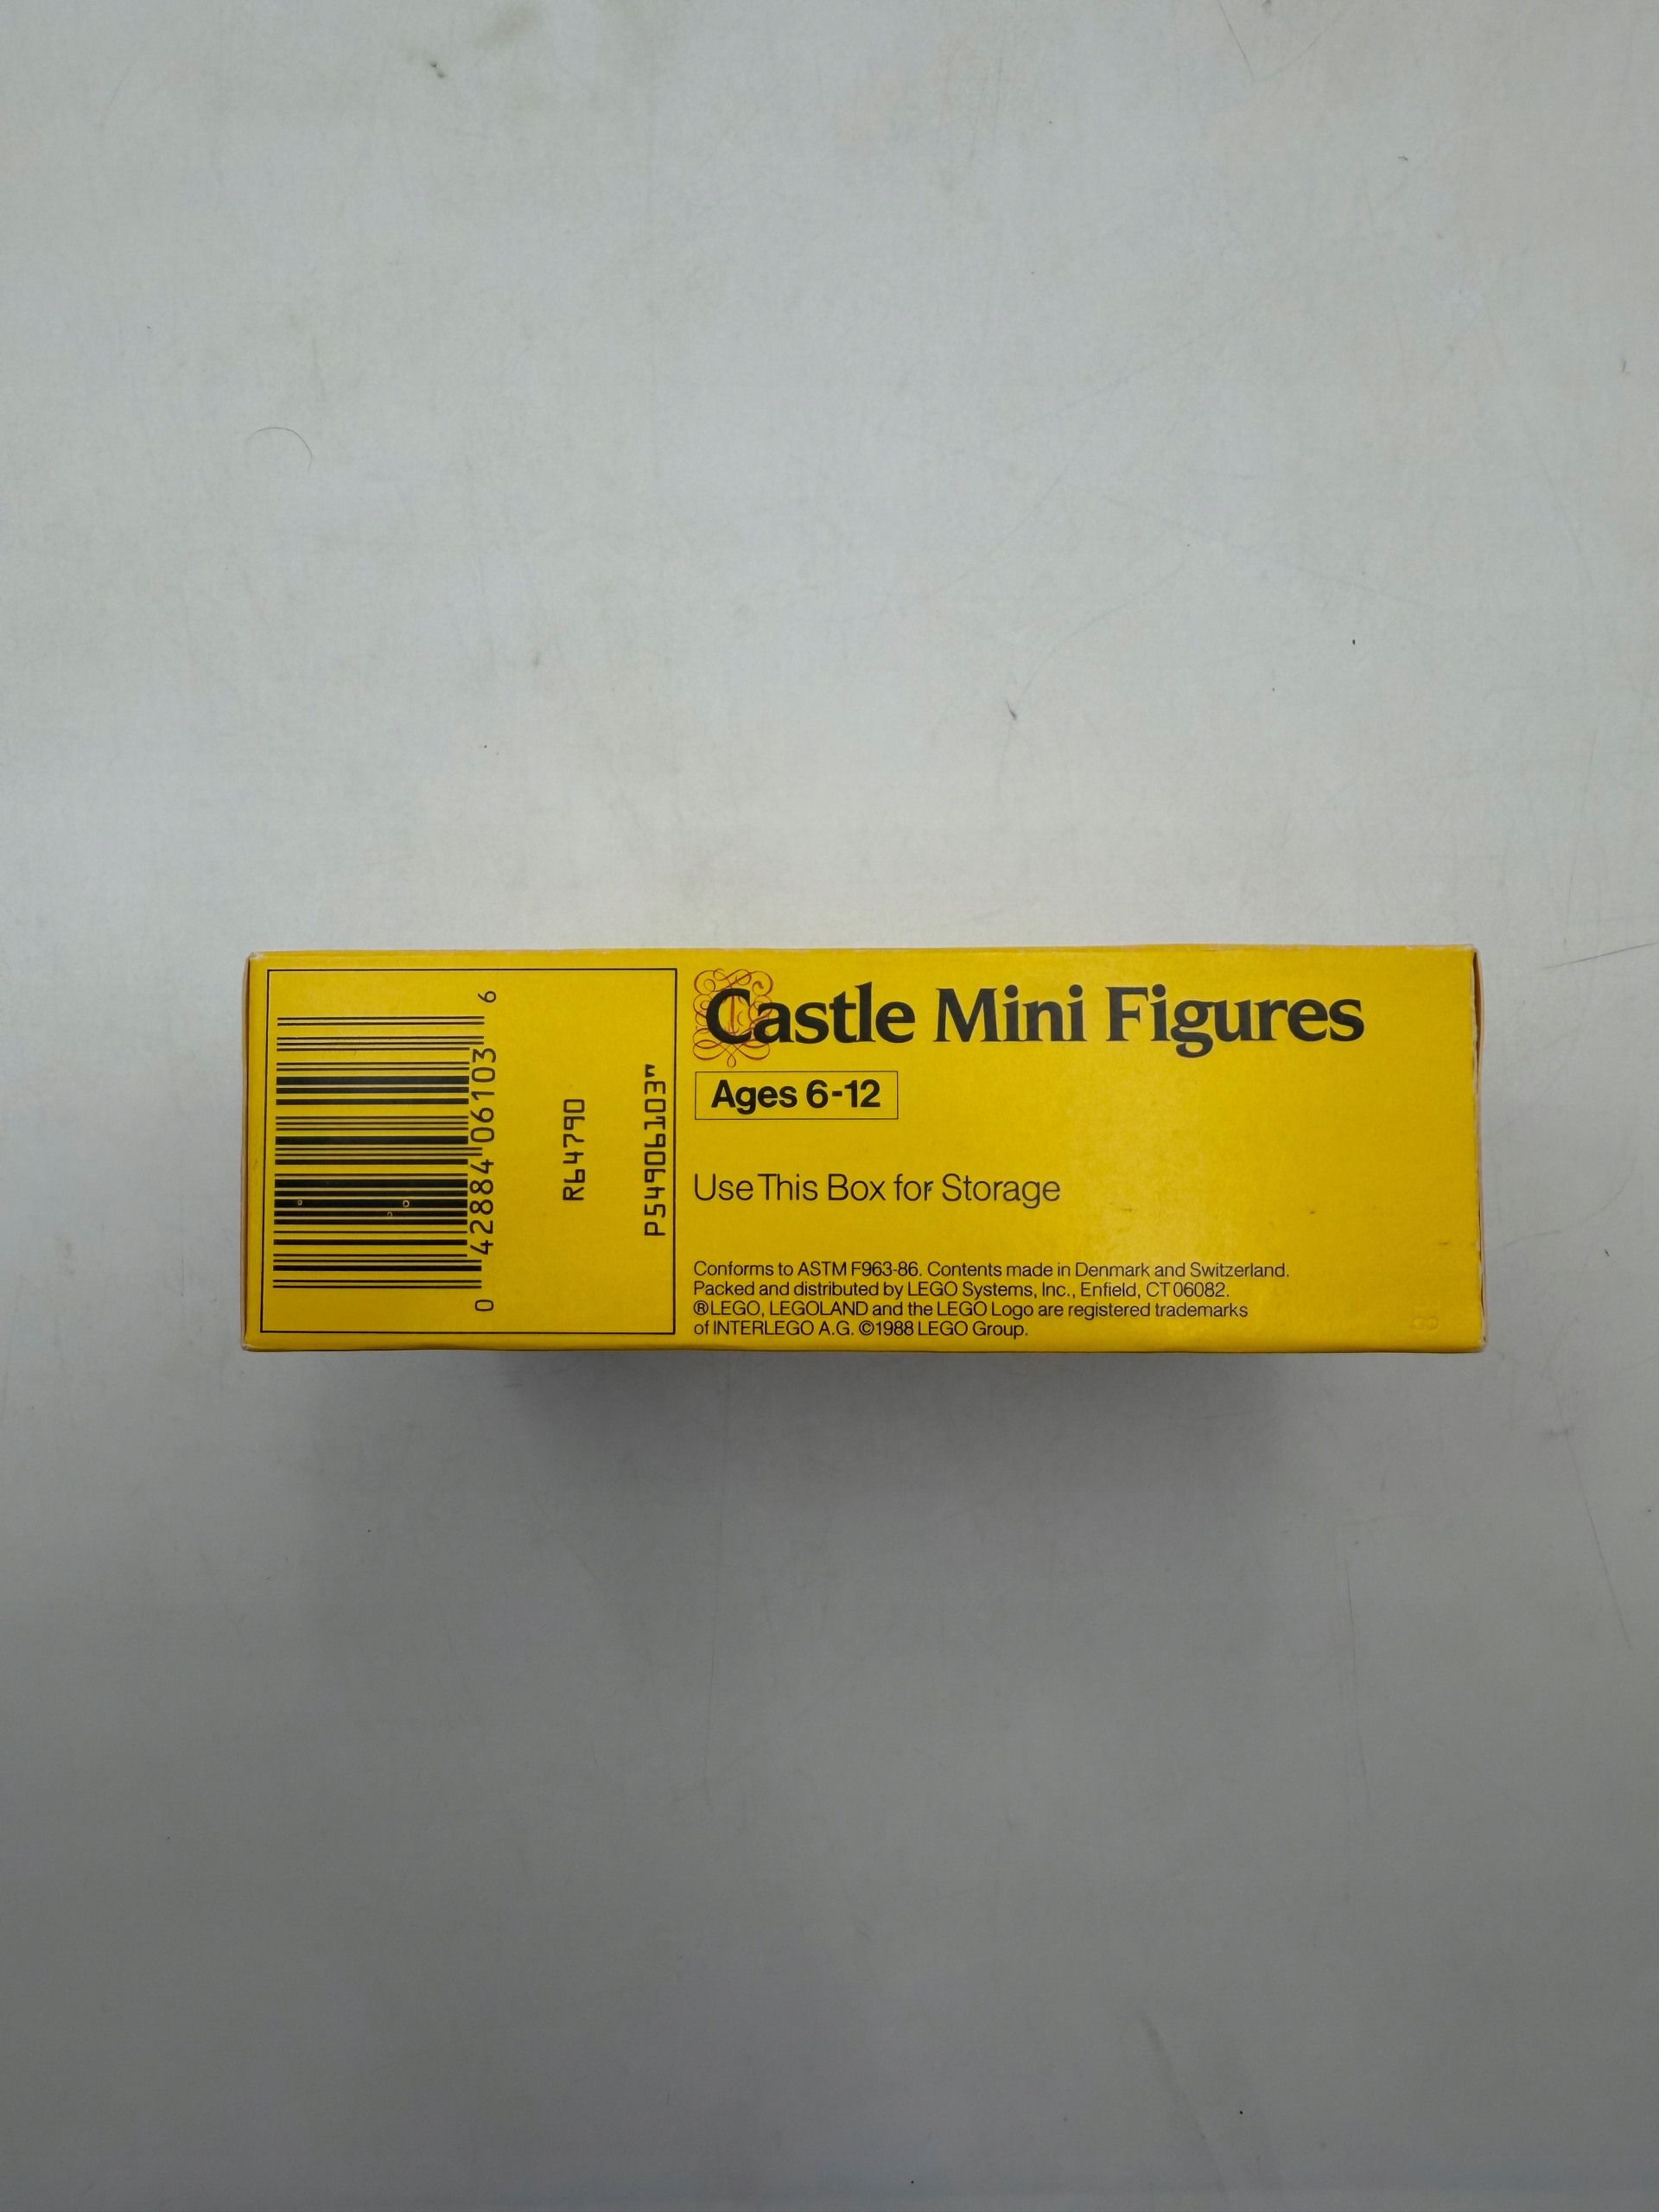 0 42884 06103 6
R64790
P54906103"
Castle Mini Figures
Ages 6-12
Use This Box for Storage
Conforms to ASTM F963-86. Contents made in Denmark and Switzerland.
Packed and distributed by LEGO Systems, Inc., Enfield, CT 06082.
®LEGO, LEGOLAND and the LEGO Logo are registered trademarks
of INTERLEGO A.G. ©1988 LEGO Group.